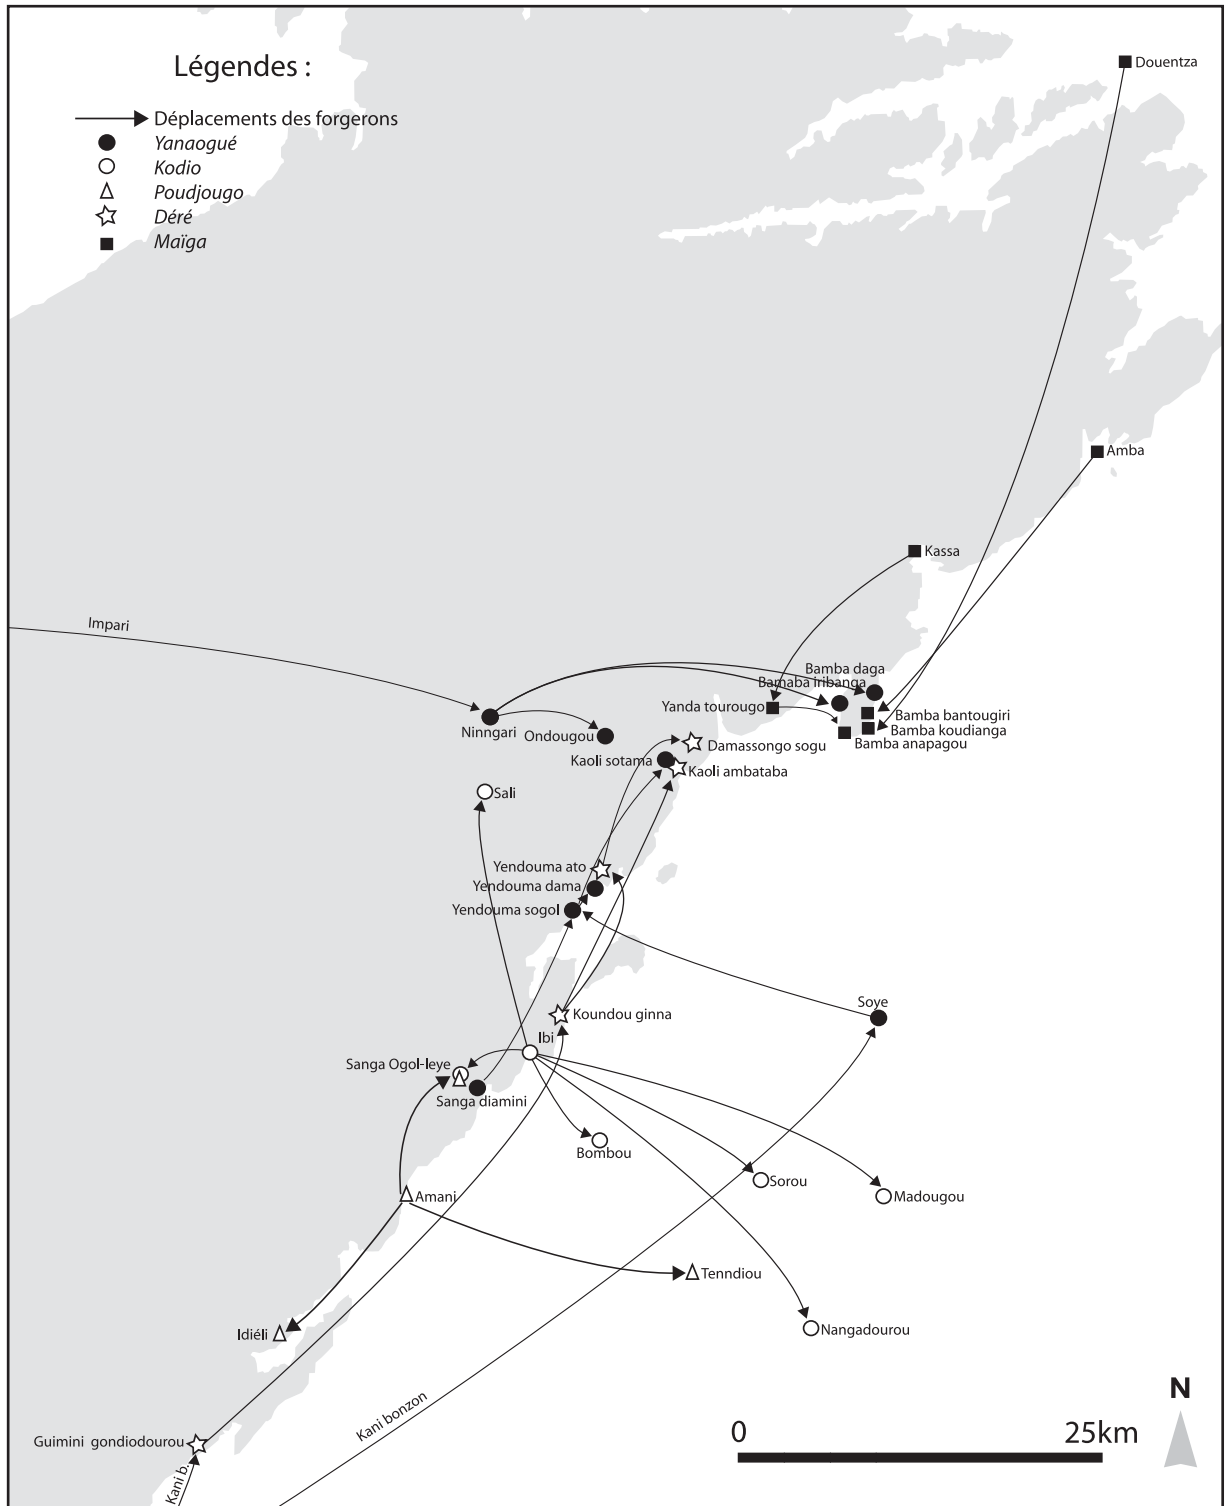 Légendes :
Déplacements des forgerons
Yanaogué
Kodio
Poudjougo
Déré
Maïga
Douentza
Amba
Kassa
Impari
Bamba daga
Bamaba iribanga
Yanda tourougo
Bamba bantougiri
Bamba koudianga
Bamba anapagou
Ninngari
Ondougou
Damassongo sogu
Kaoli sotama
Kaoli ambataba
Sali
Yendouma ato
Yendouma dama
Yendouma sogol
Soye
Koundou ginna
Ibi
Sanga Ogol-leye
Sanga diamini
Bombou
Sorou
Madougou
Amani
Tenndiou
Nangadourou
Idiéli
Kani bonzon
Guimini gondiodourou
Kani b.
N
0 25km